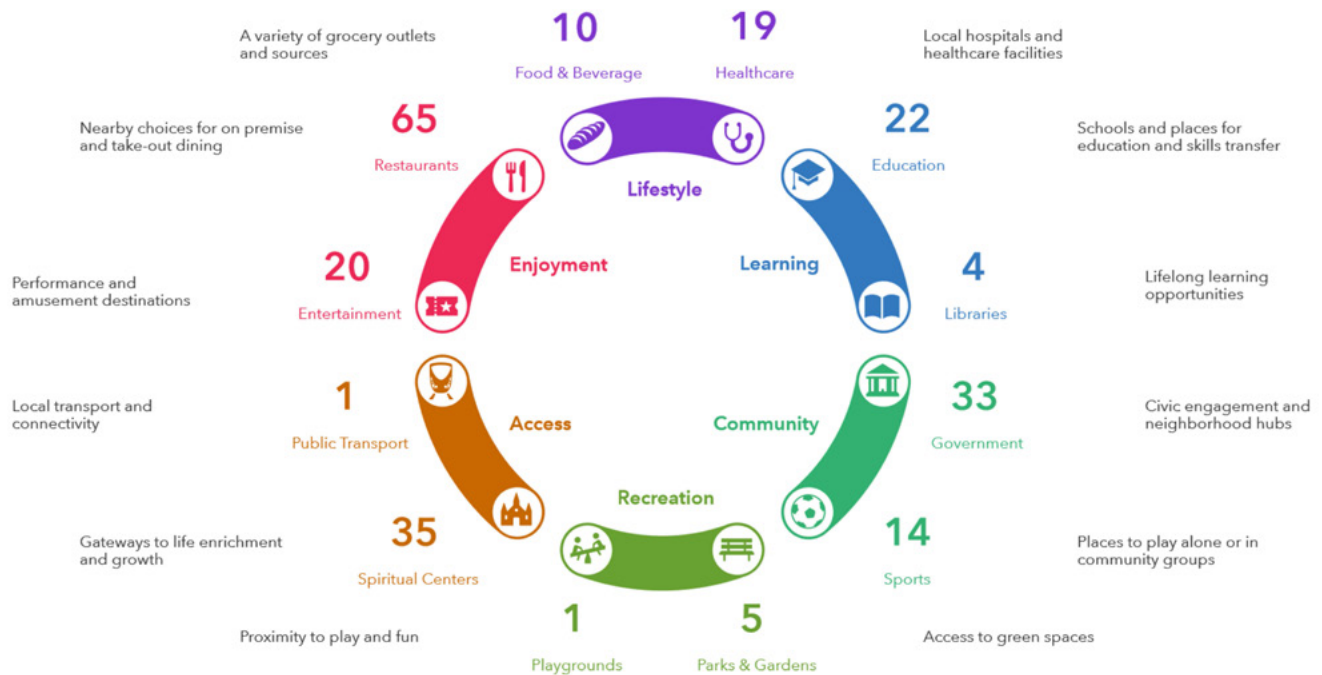 10
19
A variety of grocery outlets
and sources
Food & Beverage
Healthcare
Local hospitals and
healthcare facilities
Nearby choices for on premise
and take-out dining
65
Restaurants
Lifestyle
22
Education
Schools and places for
education and skills transfer
Performance and
amusement destinations
20
Entertainment
Enjoyment
Learning
4
Libraries
Lifelong learning
opportunities
Local transport and
connectivity
1
Public Transport
Access
Community
33
Government
Civic engagement and
neighborhood hubs
Gateways to life enrichment
and growth
35
Spiritual Centers
Recreation
14
Sports
Places to play alone or in
community groups
Proximity to play and fun
1
Playgrounds
5
Parks & Gardens
Access to green spaces